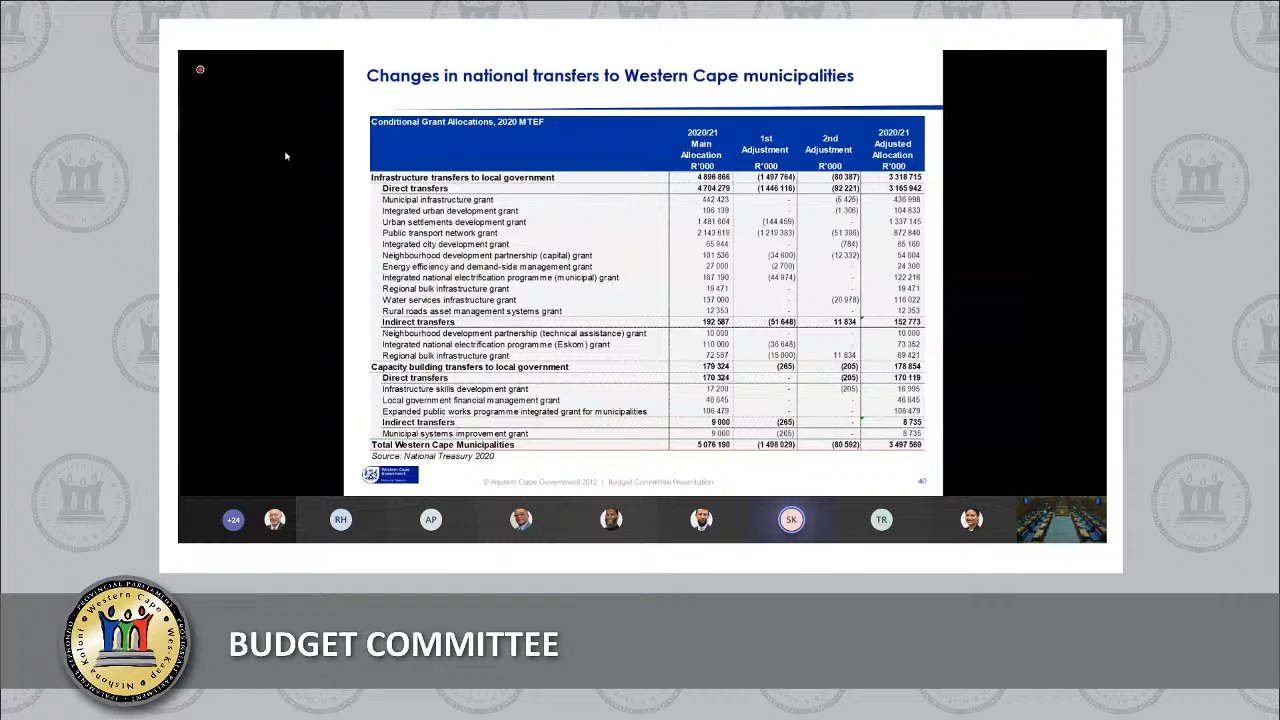 Changes in national transfers to Western Cape municipalities
Conditional Grant Allocations, 2020 MTEF
2020/21 Main Allocation R'000 1st Adjustment R'000 2nd Adjustment R'000 2020/21 Adjusted Allocation R'000
Infrastructure transfers to local government 4 896 866 (1 497 764) (80 387) 3 318 715
Direct transfers 4 704 279 (1 446 116) (92 221) 3 165 942
Municipal infrastructure grant 442 423 - (5 425) 436 998
Integrated urban development grant 106 139 - (1 306) 104 833
Urban settlements development grant 1 481 604 (144 459) - 1 337 145
Public transport network grant 2 143 619 (1 219 383) (51 396) 872 840
Integrated city development grant 65 944 - (784) 65 160
Neighbourhood development partnership (capital) grant 101 536 (34 600) (12 332) 54 604
Energy efficiency and demand-side management grant 27 000 (2 700) - 24 300
Integrated national electrification programme (municipal) grant 167 190 (44 974) - 122 216
Regional bulk infrastructure grant 19 471 - - 19 471
Water services infrastructure grant 137 000 - (20 978) 116 022
Rural roads asset management systems grant 12 353 - - 12 353
Indirect transfers 192 587 (51 648) 11 834 152 773
Neighbourhood development partnership (technical assistance) grant 10 000 - - 10 000
Integrated national electrification programme (Eskom) grant 110 000 (36 648) - 73 352
Regional bulk infrastructure grant 72 587 (15 000) 11 834 69 421
Capacity building transfers to local government 179 324 (265) (205) 178 854
Direct transfers 170 324 - (205) 170 119
Infrastructure skills development grant 17 200 - (205) 16 995
Local government financial management grant 46 645 - - 46 645
Expanded public works programme integrated grant for municipalities 106 479 - - 106 479
Indirect transfers 9 000 (265) - 8 735
Municipal systems improvement grant 9 000 (265) - 8 735
Total Western Cape Municipalities 5 076 190 (1 498 029) (80 592) 3 497 569
Source: National Treasury 2020
Western Cape
Government
© Western Cape Government 2012 | Budget Committee Presentation 40
+24 RH AP SK TR
BUDGET COMMITTEE